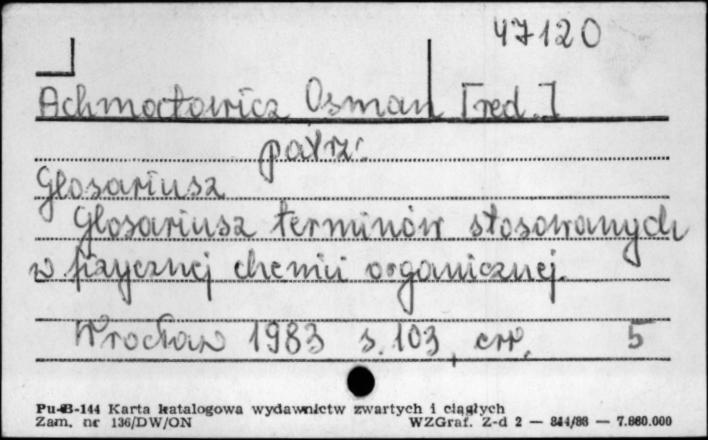 47120
Achmatowicz Osman [red.]
patrz:
Glosariusz
Glosariusz terminów stosowanych
w fizycznej chemii organicznej.
Wrocław 1983 s. 103, err. 5
Pu-B-144 Karta katalogowa wydawnictw zwartych i ciągłych
Zam. nr 136/DW/ON WZGraf. Z-d 2 — 844/86 — 7.860.000